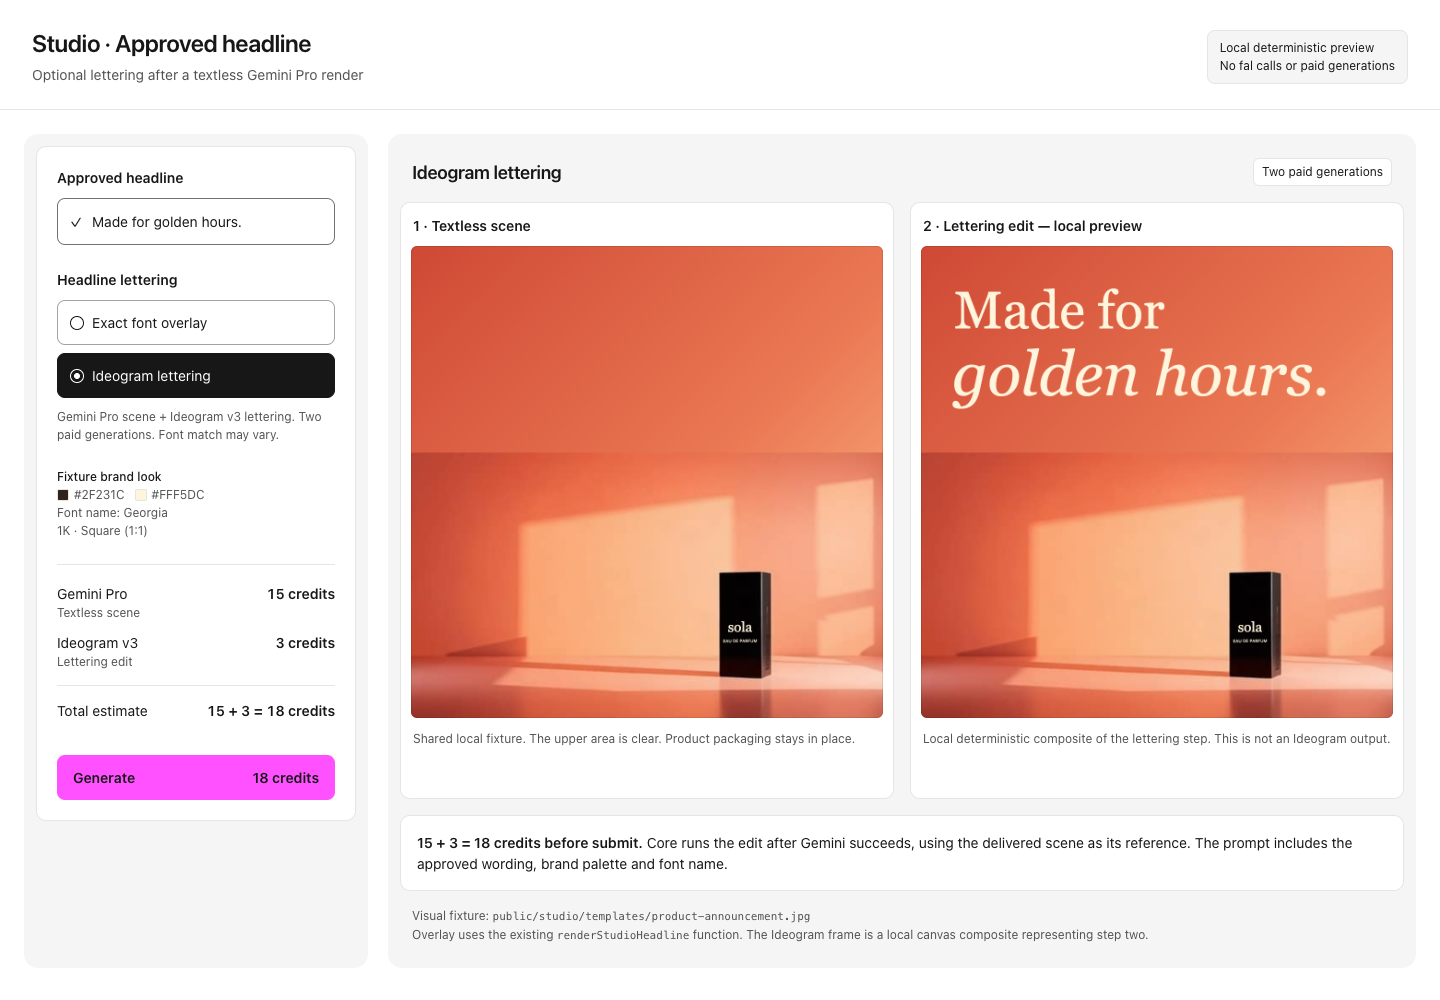 Studio · Approved headline
Optional lettering after a textless Gemini Pro render
Local deterministic preview
No fal calls or paid generations
Approved headline
✓ Made for golden hours.
Headline lettering
Exact font overlay
Ideogram lettering
Gemini Pro scene + Ideogram v3 lettering. Two
paid generations. Font match may vary.
Fixture brand look
#2F231C #FFF5DC
Font name: Georgia
1K · Square (1:1)
Gemini Pro 15 credits
Textless scene
Ideogram v3 3 credits
Lettering edit
Total estimate 15 + 3 = 18 credits
Generate 18 credits
Ideogram lettering
Two paid generations
1 · Textless scene
sola
EAU DE PARFUM
Shared local fixture. The upper area is clear. Product packaging stays in place.
2 · Lettering edit — local preview
Made for
golden hours.
sola
EAU DE PARFUM
Local deterministic composite of the lettering step. This is not an Ideogram output.
15 + 3 = 18 credits before submit. Core runs the edit after Gemini succeeds, using the delivered scene as its reference. The prompt includes the
approved wording, brand palette and font name.
Visual fixture: public/studio/templates/product-announcement.jpg
Overlay uses the existing renderStudioHeadline function. The Ideogram frame is a local canvas composite representing step two.